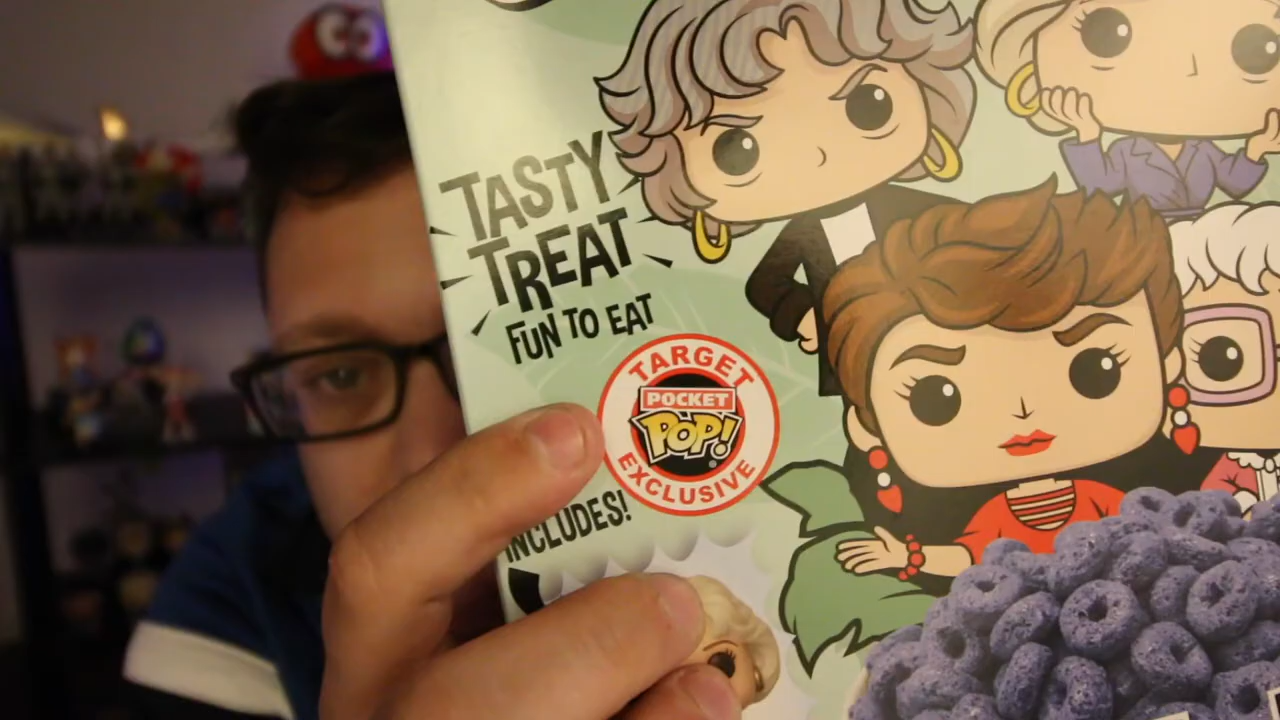 TASTY
TREAT
FUN TO EAT
TARGET
POCKET
POP!
EXCLUSIVE
INCLUDES!